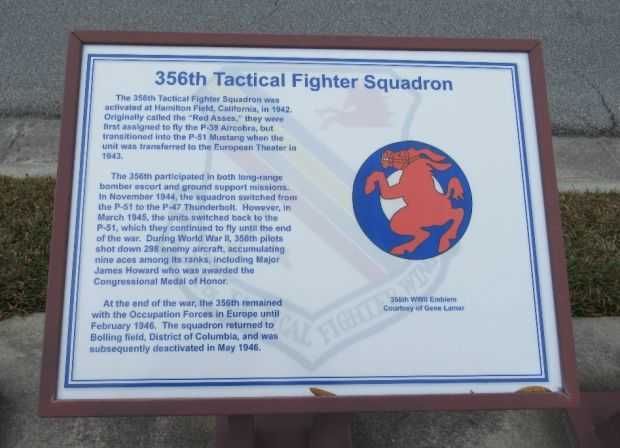 356th Tactical Fighter Squadron
The 356th Tactical Fighter Squadron was
activated at Hamilton Field, California, in 1942.
Originally called the "Red Asses," they were
first assigned to fly the P-39 Aircobra, but
transitioned into the P-51 Mustang when the
unit was transferred to the European Theater in
1943.
The 356th participated in both long-range
bomber escort and ground support missions.
In November 1944, the squadron switched from
the P-51 to the P-47 Thunderbolt. However, in
March 1945, the units switched back to the
P-51, which they continued to fly until the end
of the war. During World War II, 356th pilots
shot down 298 enemy aircraft, accumulating
nine aces among its ranks, including Major
James Howard who was awarded the
Congressional Medal of Honor.
At the end of the war, the 356th remained
with the Occupation Forces in Europe until
February 1946. The squadron returned to
Bolling field, District of Columbia, and was
subsequently deactivated in May 1946.
356th WWII Emblem
Courtesy of Gene Lamar
TACTICAL FIGHTER WING